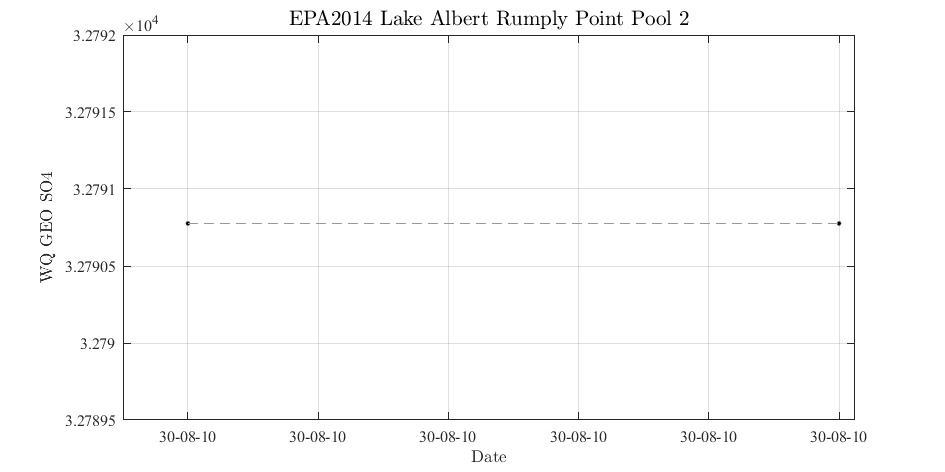 EPA2014 Lake Albert Rumply Point Pool 2
×10⁴
3.2792
3.27915
3.2791
3.27905
3.279
3.27895
WQ GEO SO4
30-08-10 30-08-10 30-08-10 30-08-10 30-08-10 30-08-10
Date